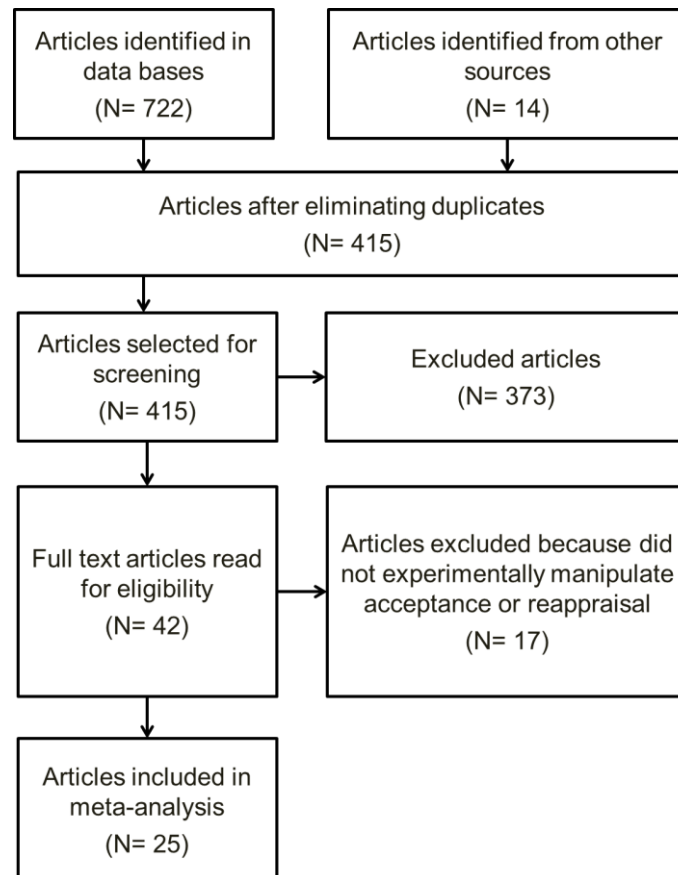 Articles identified in
data bases
(N= 722)
Articles identified from other
sources
(N= 14)
Articles after eliminating duplicates
(N= 415)
Articles selected for
screening
(N= 415)
Excluded articles
(N= 373)
Full text articles read
for eligibility
(N= 42)
Articles excluded because did
not experimentally manipulate
acceptance or reappraisal
(N= 17)
Articles included in
meta-analysis
(N= 25)